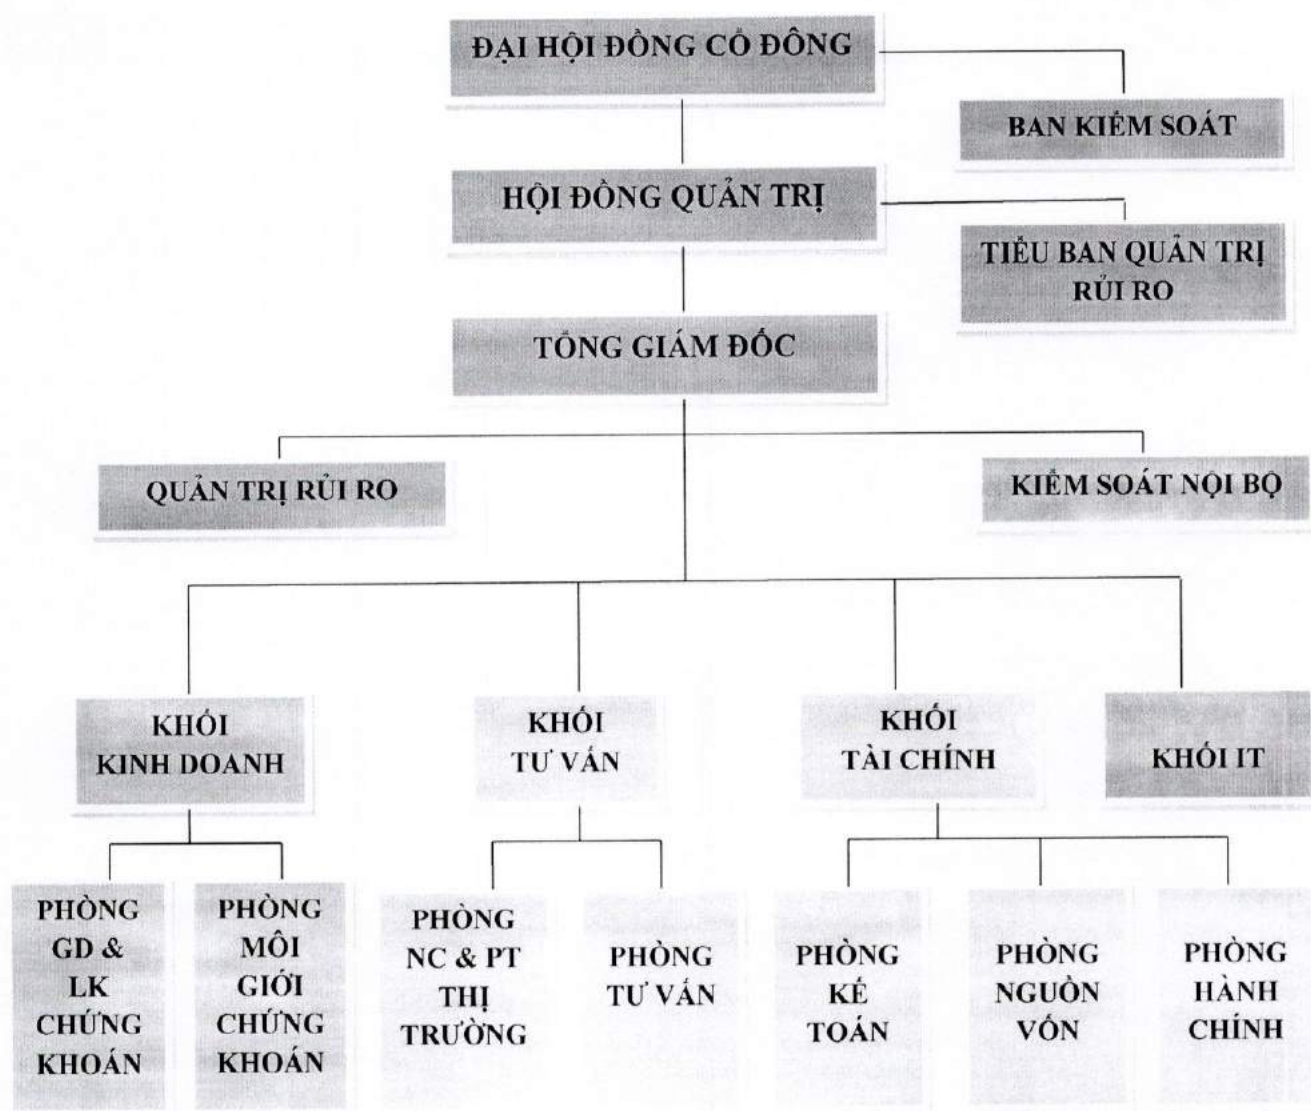 ĐẠI HỘI ĐỒNG CỔ ĐÔNG
BAN KIỂM SOÁT
HỘI ĐỒNG QUẢN TRỊ
TIỂU BAN QUẢN TRỊ
RỦI RO
TỔNG GIÁM ĐỐC
QUẢN TRỊ RỦI RO
KIỂM SOÁT NỘI BỘ
KHỐI
KINH DOANH
KHỐI
TƯ VẤN
KHỐI
TÀI CHÍNH
KHỐI IT
PHÒNG
GD &
LK
CHỨNG
KHOÁN
PHÒNG
MÔI
GIỚI
CHỨNG
KHOÁN
PHÒNG
NC & PT
THỊ
TRƯỜNG
PHÒNG
TƯ VẤN
PHÒNG
KẾ
TOÁN
PHÒNG
NGUỒN
VỐN
PHÒNG
HÀNH
CHÍNH